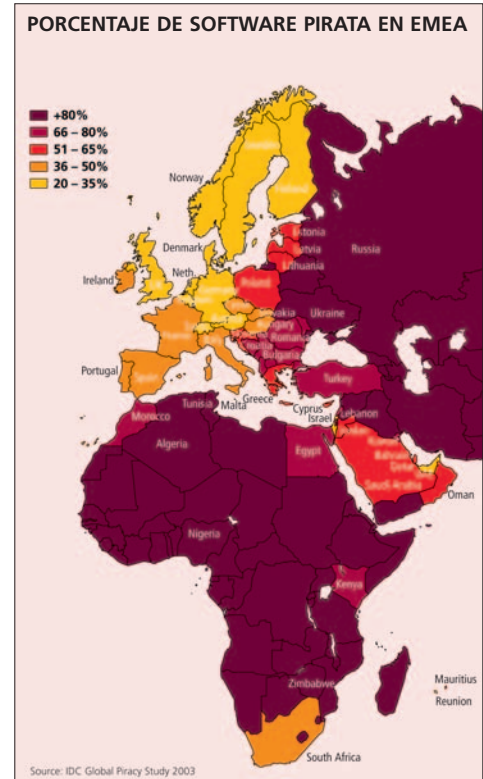 PORCENTAJE DE SOFTWARE PIRATA EN EMEA
+80%
66 – 80%
51 – 65%
36 – 50%
20 – 35%
Norway
Finland
Estonia
Latvia
Lithuania
Russia
Denmark
Ireland
Neth.
Poland
Ukraine
Slovakia
Hungary
Romania
Croatia
Bulgaria
Portugal
Spain
Italy
Greece
Turkey
Tunisia
Malta
Cyprus
Israel
Lebanon
Morocco
Algeria
Egypt
Kuwait
Bahrain
Qatar
Saudi Arabia
Oman
Nigeria
Kenya
Zimbabwe
Mauritius
Reunion
South Africa
Source: IDC Global Piracy Study 2003